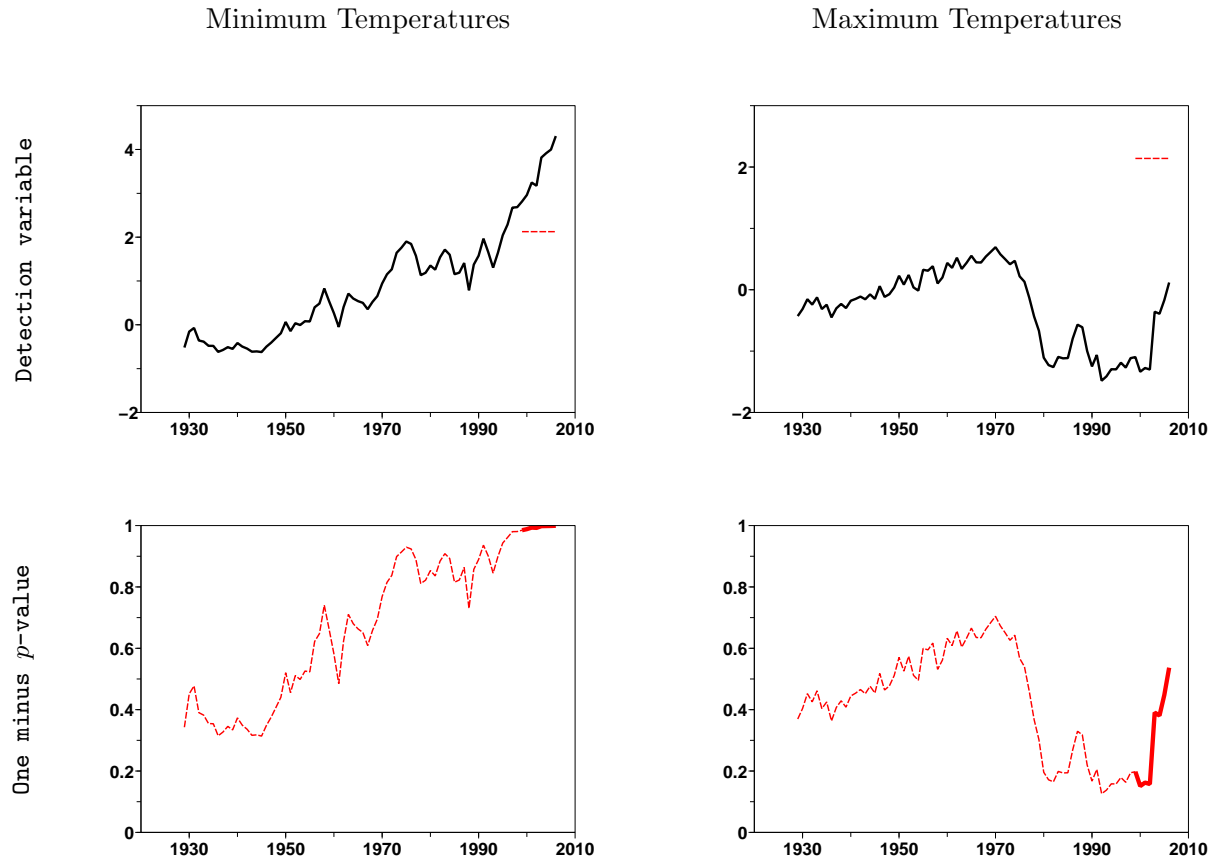 Minimum Temperatures
Maximum Temperatures
Detection variable
4
2
0
−2
1930 1950 1970 1990 2010
2
0
−2
1930 1950 1970 1990 2010
One minus p-value
1
0.8
0.6
0.4
0.2
0
1930 1950 1970 1990 2010
1
0.8
0.6
0.4
0.2
0
1930 1950 1970 1990 2010